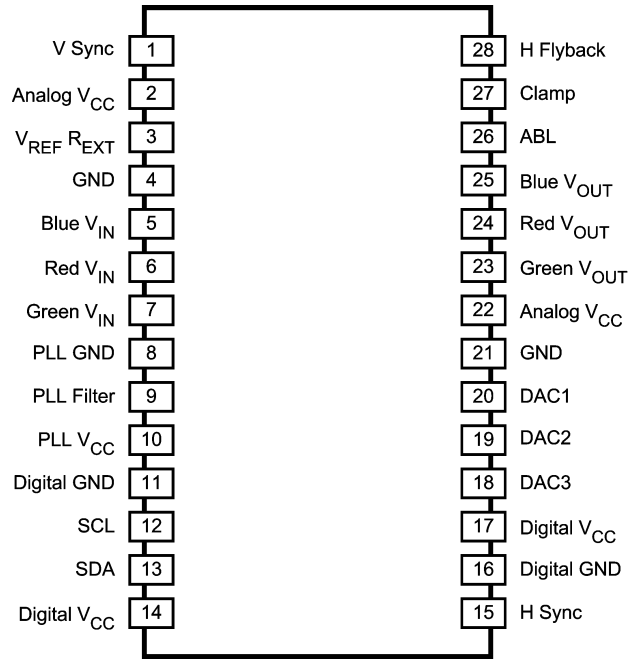 V Sync 1 28 H Flyback
Analog VCC 2 27 Clamp
VREF REXT 3 26 ABL
GND 4 25 Blue VOUT
Blue VIN 5 24 Red VOUT
Red VIN 6 23 Green VOUT
Green VIN 7 22 Analog VCC
PLL GND 8 21 GND
PLL Filter 9 20 DAC1
PLL VCC 10 19 DAC2
Digital GND 11 18 DAC3
SCL 12 17 Digital VCC
SDA 13 16 Digital GND
Digital VCC 14 15 H Sync